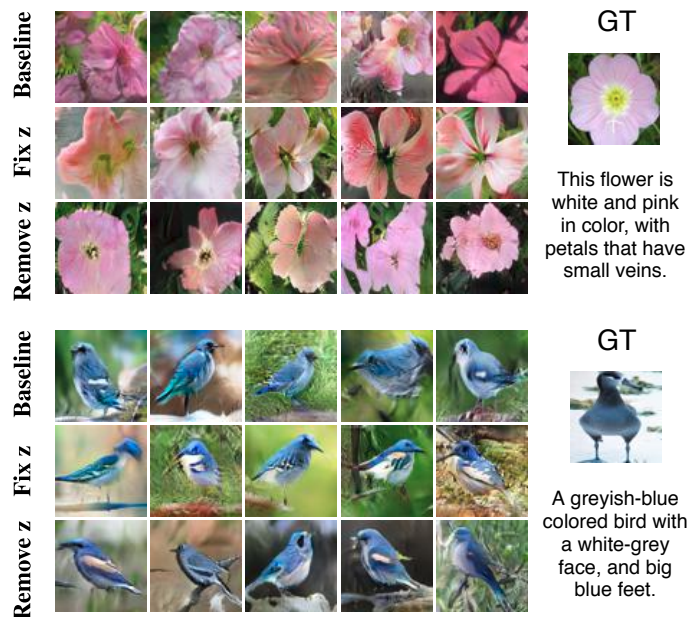 Baseline
Fix z
Remove z
GT
This flower is
white and pink
in color, with
petals that have
small veins.
Baseline
Fix z
Remove z
GT
A greyish-blue
colored bird with
a white-grey
face, and big
blue feet.